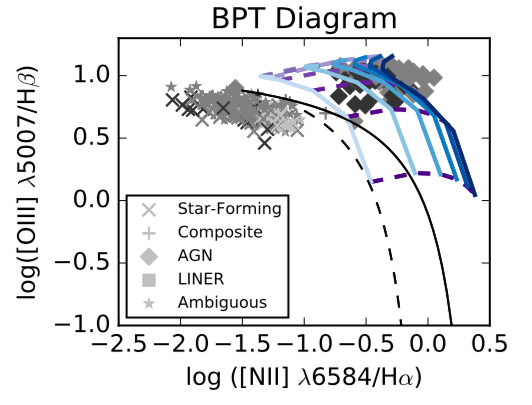 BPT Diagram
log([OIII] λ5007/Hβ)
1.0
0.5
0.0
−0.5
−1.0
Star-Forming
Composite
AGN
LINER
Ambiguous
−2.5 −2.0 −1.5 −1.0 −0.5 0.0 0.5
log ([NII] λ6584/Hα)